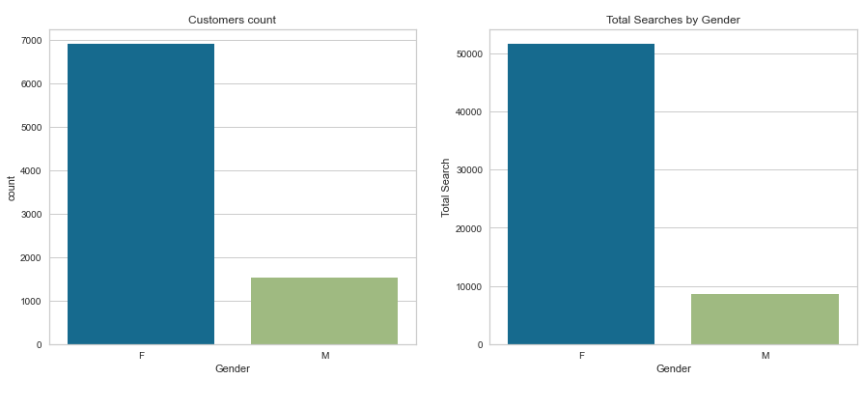 Customers count
7000
6000
5000
4000
3000
2000
1000
0
count
F
M
Gender
Total Searches by Gender
50000
40000
30000
20000
10000
0
Total Search
F
M
Gender